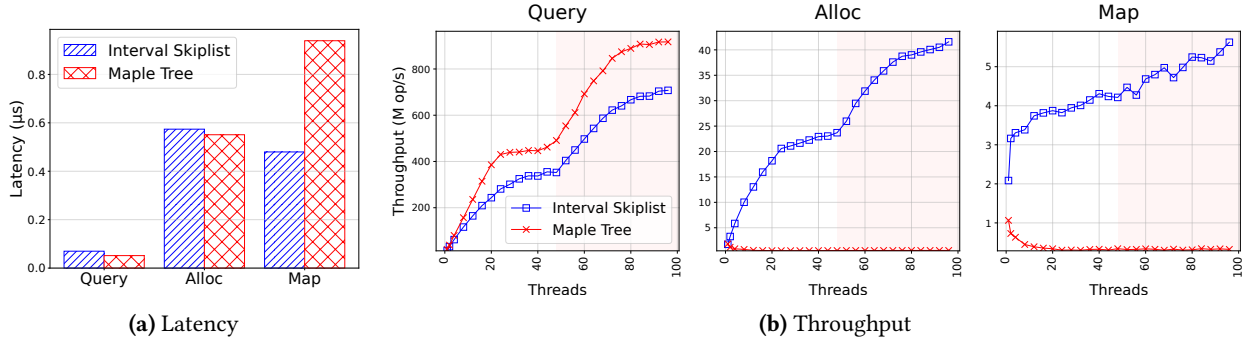 Latency (µs)
0.8
0.6
0.4
0.2
0.0
Interval Skiplist
Maple Tree
Query
Alloc
Map
(a) Latency
Query
Throughput (M op/s)
800
600
400
200
Interval Skiplist
Maple Tree
0
20
40
60
80
100
Threads
Alloc
40
35
30
25
20
15
10
5
0
20
40
60
80
100
Threads
Map
5
4
3
2
1
0
20
40
60
80
100
Threads
(b) Throughput